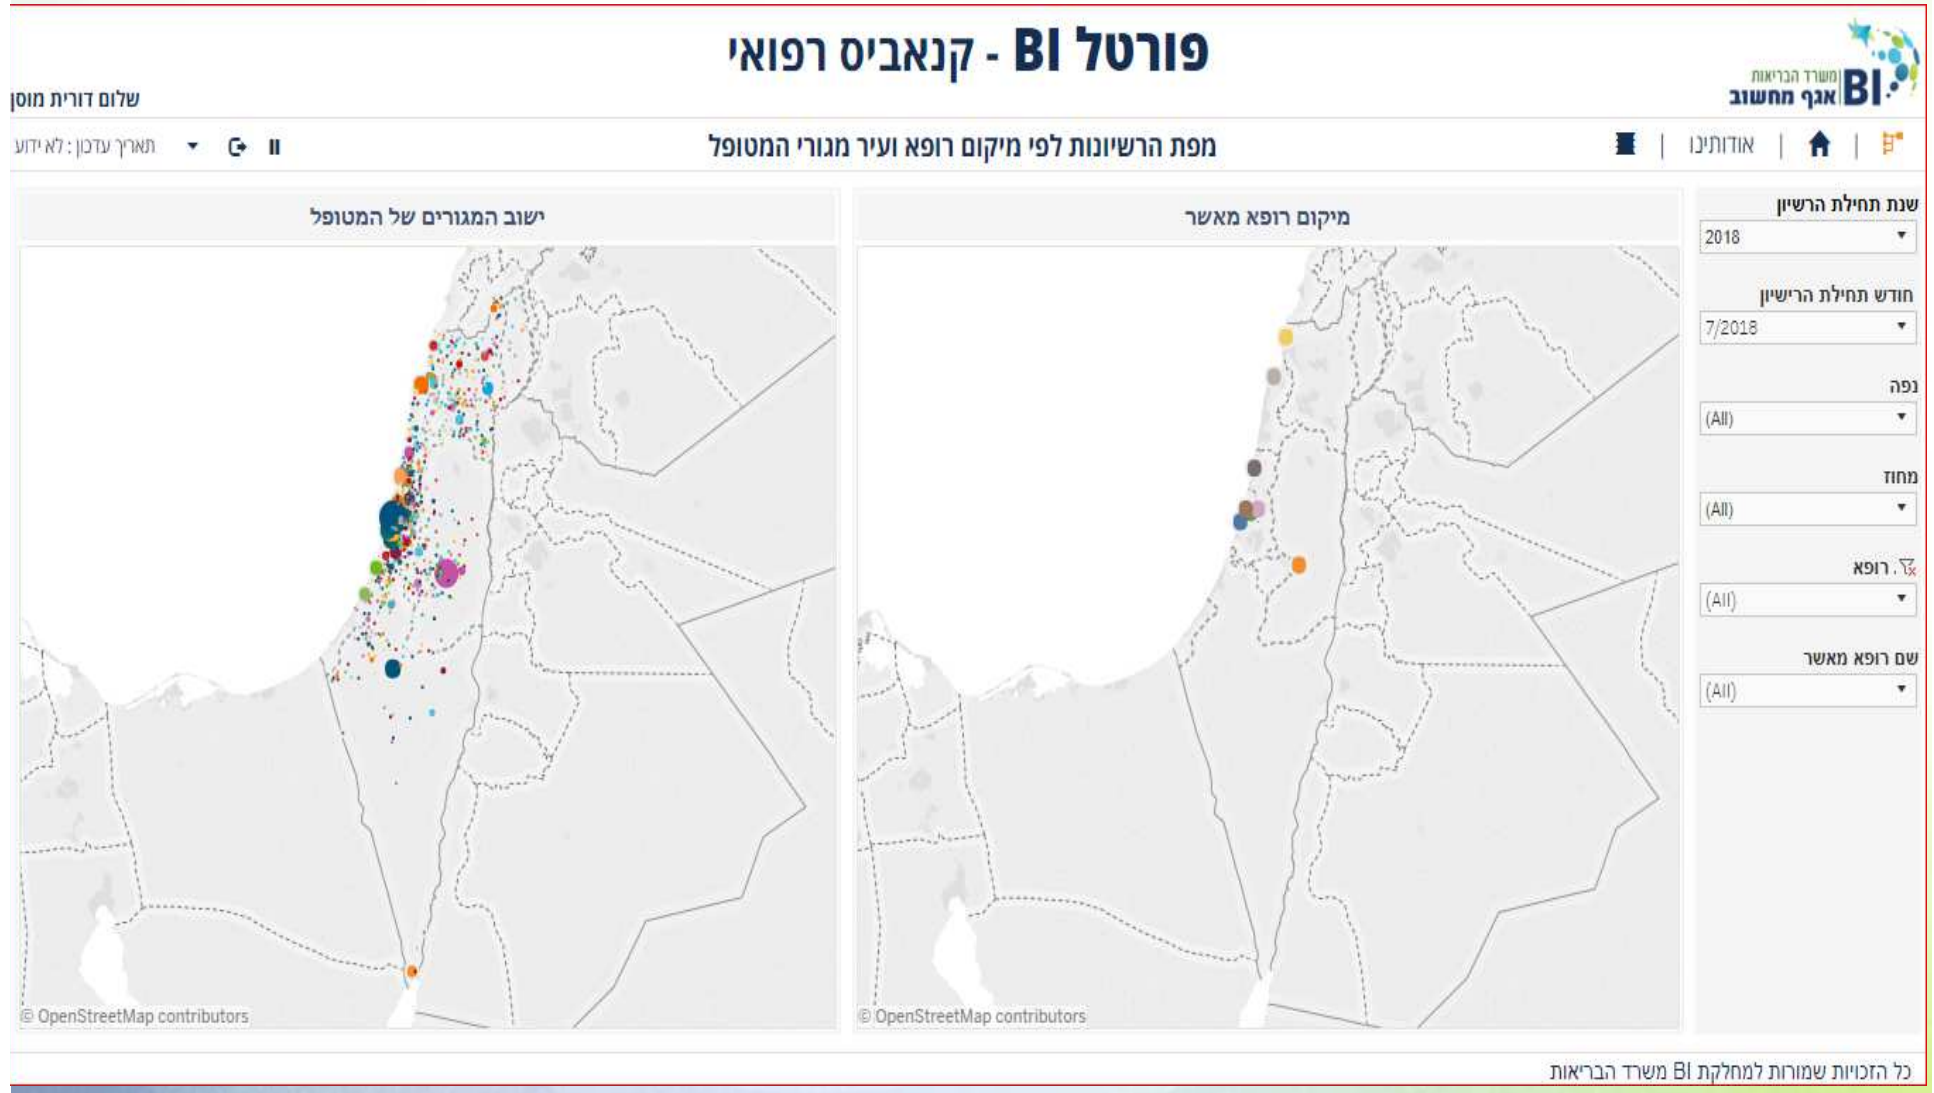 פורטל BI - קנאביס רפואי
משרד הבריאות
BI אגף מחשוב
שלום דורית מוסן
אודותינו
מפת הרשיונות לפי מיקום רופא ועיר מגורי המטופל
תאריך עדכון : לא ידוע
שנת תחילת הרשיון
2018
חודש תחילת הרישיון
7/2018
נפה
(All)
מחוז
(All)
רופא .
(All)
שם רופא מאשר
(All)
מיקום רופא מאשר
© OpenStreetMap contributors
ישוב המגורים של המטופל
© OpenStreetMap contributors
כל הזכויות שמורות למחלקת BI משרד הבריאות